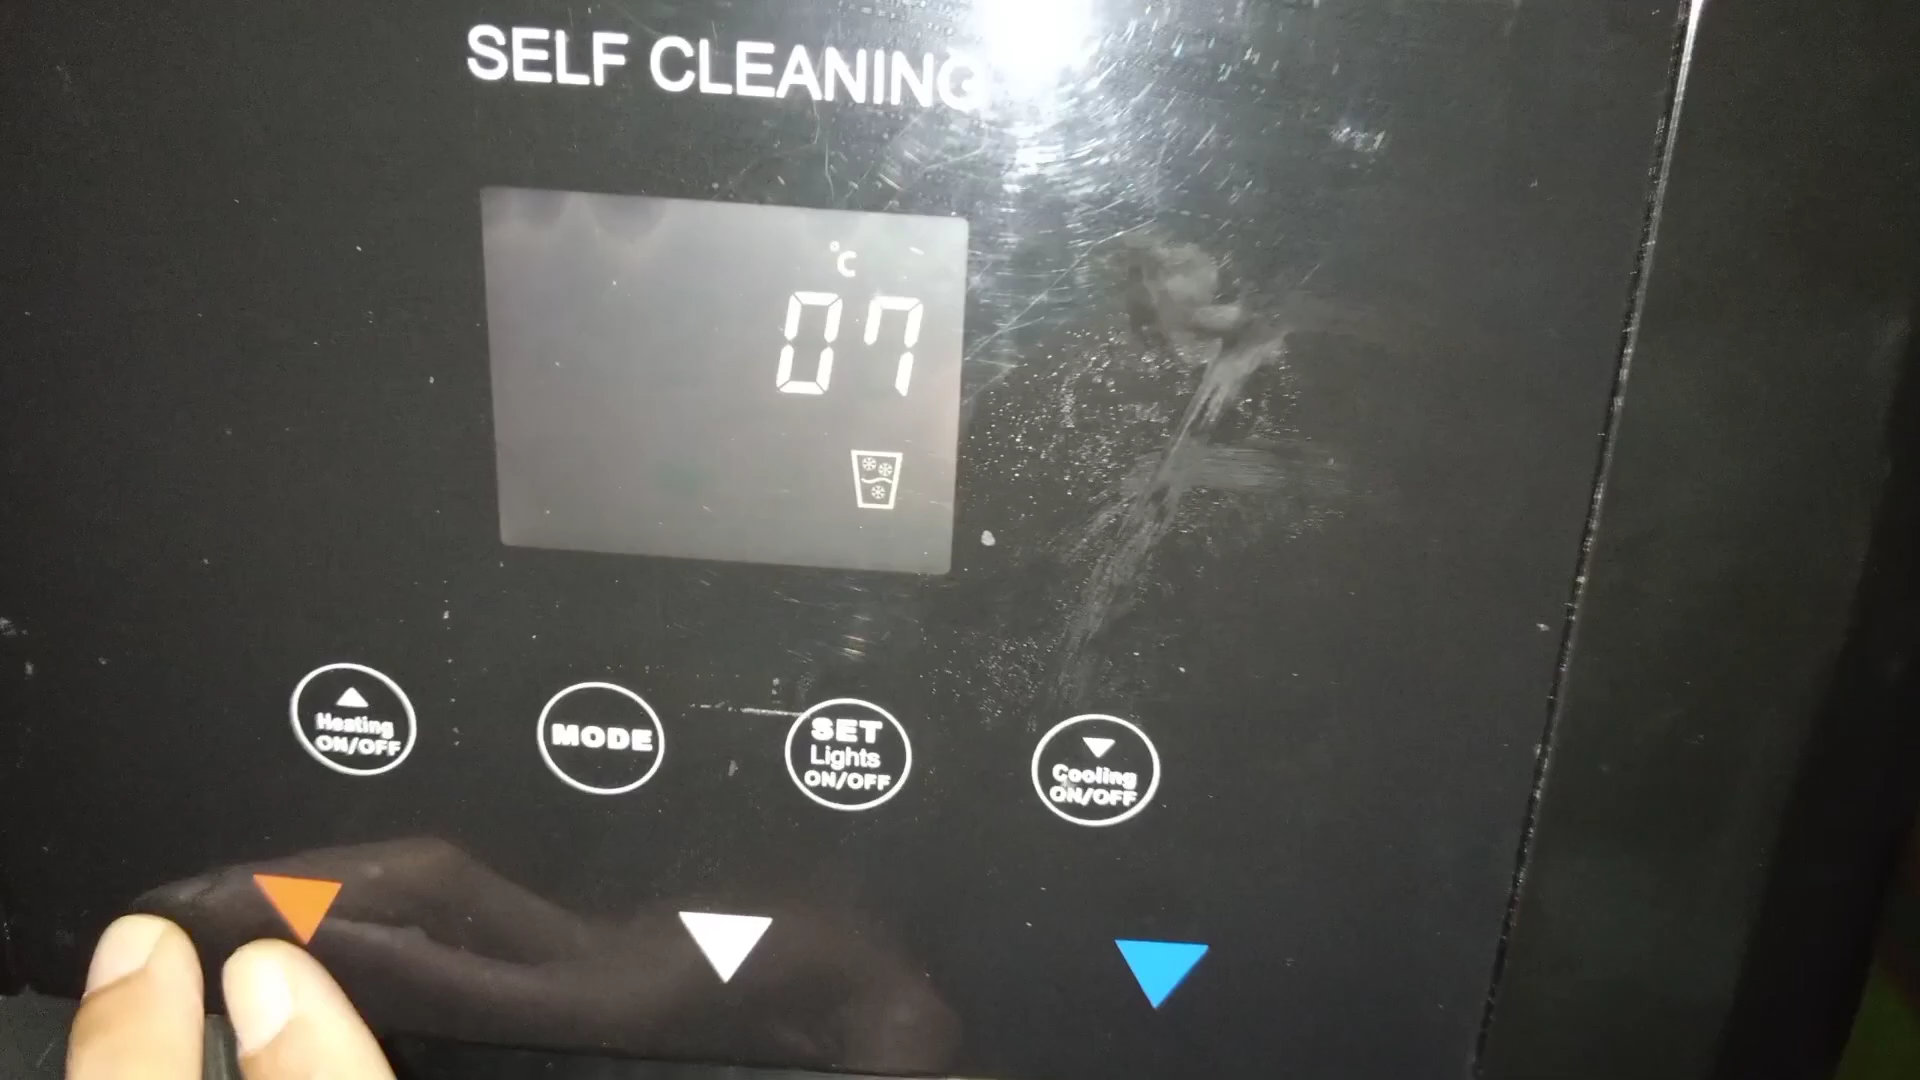 SELF CLEANING
°C
07
Heating
ON/OFF
MODE
SET
Lights
ON/OFF
Cooling
ON/OFF